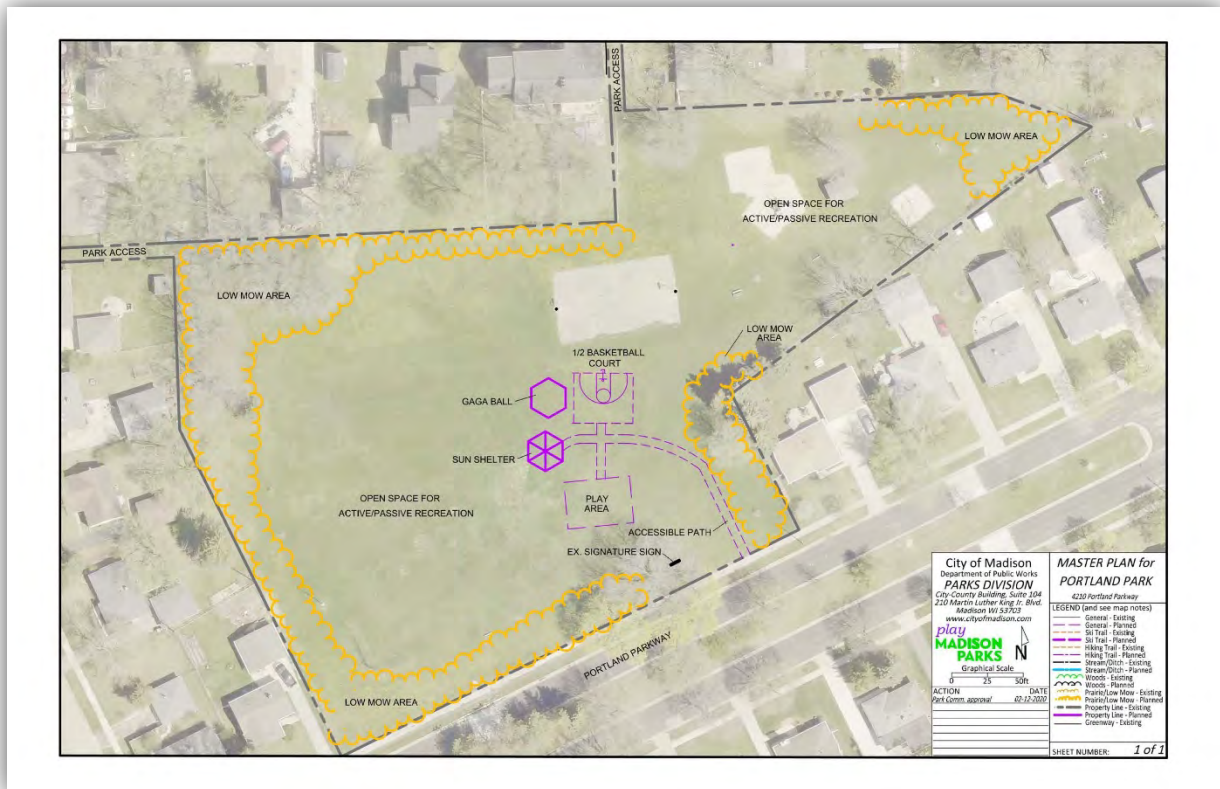 PARK ACCESS
LOW MOW AREA
OPEN SPACE FOR
ACTIVE/PASSIVE RECREATION
PARK ACCESS
LOW MOW AREA
LOW MOW
AREA
1/2 BASKETBALL
COURT
GAGA BALL
SUN SHELTER
OPEN SPACE FOR
ACTIVE/PASSIVE RECREATION
PLAY
AREA
ACCESSIBLE PATH
EX. SIGNATURE SIGN
PORTLAND PARKWAY
LOW MOW AREA
City of Madison
Department of Public Works
PARKS DIVISION
City-County Building, Suite 104
210 Martin Luther King Jr. Blvd.
Madison WI 53703
www.cityofmadison.com
play
MADISON
PARKS
N
Graphical Scale
0 25 50ft
ACTION DATE
Park Comm. approval 02-12-2020
MASTER PLAN for
PORTLAND PARK
4210 Portland Parkway
LEGEND (and see map notes)
General - Existing
General - Planned
Ski Trail - Existing
Ski Trail - Planned
Hiking Trail - Existing
Hiking Trail - Planned
Stream/Ditch - Existing
Stream/Ditch - Planned
Woods - Existing
Woods - Planned
Prairie/Low Mow - Existing
Prairie/Low Mow - Planned
Property Line - Existing
Property Line - Planned
Greenway - Existing
SHEET NUMBER: 1 of 1